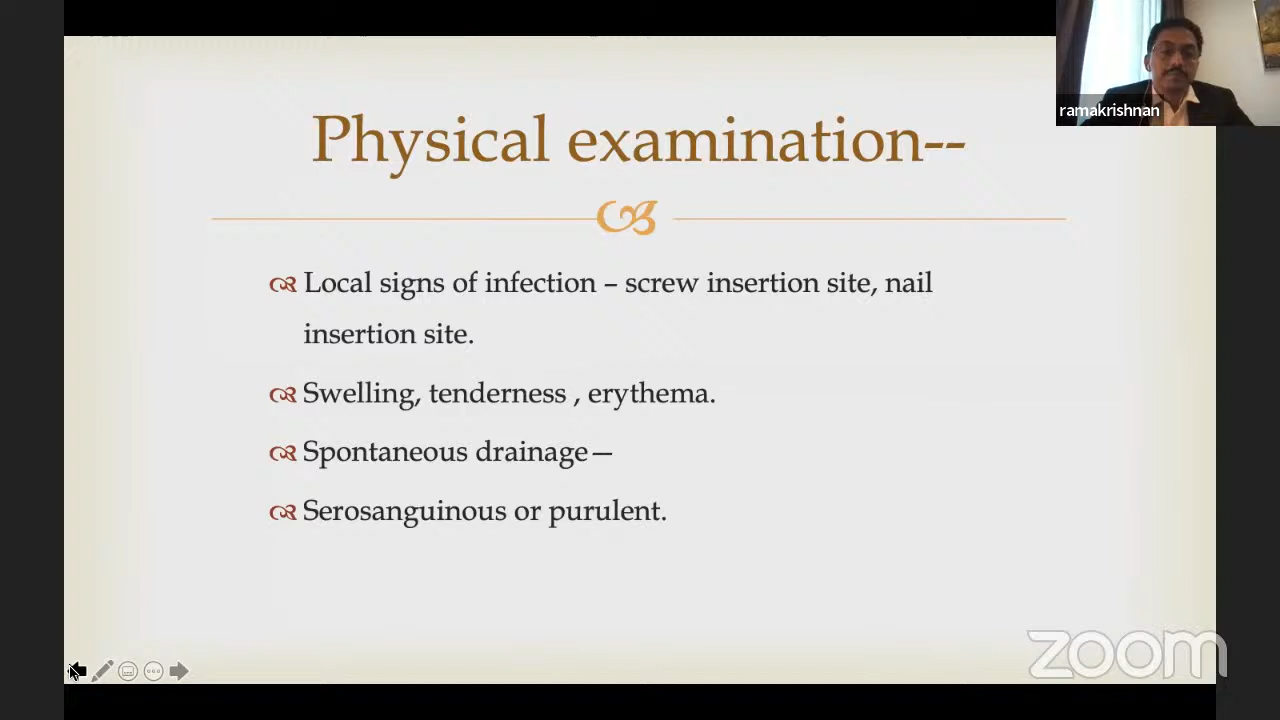 ramakrishnan
Physical examination--
Local signs of infection – screw insertion site, nail
insertion site.
Swelling, tenderness , erythema.
Spontaneous drainage—
Serosanguinous or purulent.
zoom